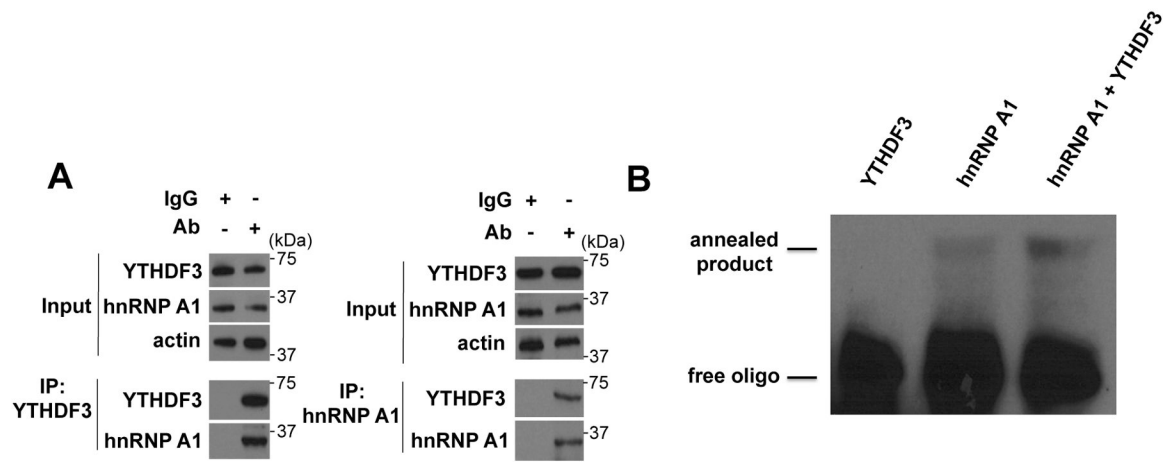 A
IgG + -
Ab - + (kDa)
Input
YTHDF3 -75
hnRNP A1 -37
actin -37
IP:
YTHDF3
YTHDF3 -75
hnRNP A1 -37
IgG + -
Ab - + (kDa)
Input
YTHDF3 -75
hnRNP A1 -37
actin -37
IP:
hnRNP A1
YTHDF3 -75
hnRNP A1 -37
B
YTHDF3
hnRNP A1
hnRNP A1 + YTHDF3
annealed
product
free oligo